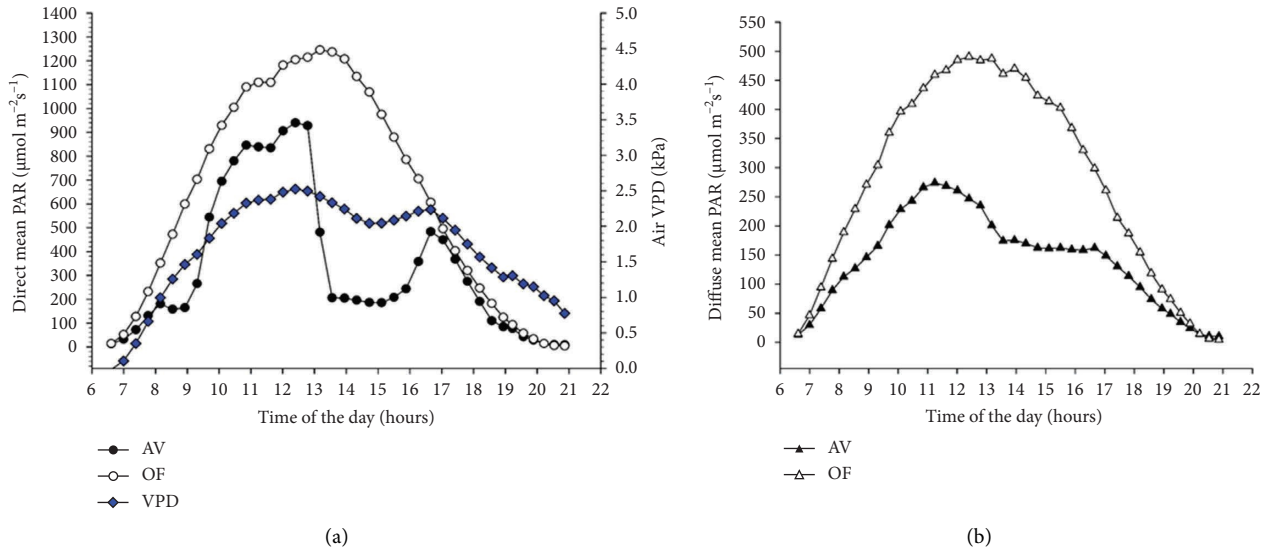 1400
1300
1200
1100
1000
900
800
700
600
500
400
300
200
100
0
Direct mean PAR (μmol m−2s−1)
5.0
4.5
4.0
3.5
3.0
2.5
2.0
1.5
1.0
0.5
0.0
Air VPD (kPa)
6 7 8 9 10 11 12 13 14 15 16 17 18 19 20 21 22
Time of the day (hours)
AV
OF
VPD
(a)
550
500
450
400
350
300
250
200
150
100
50
0
Diffuse mean PAR (μmol m−2s−1)
6 7 8 9 10 11 12 13 14 15 16 17 18 19 20 21 22
Time of the day (hours)
AV
OF
(b)